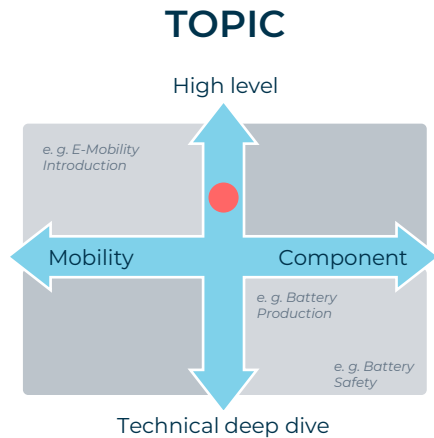 TOPIC
High level
e. g. E-Mobility
Introduction
Mobility
Component
e. g. Battery
Production
e. g. Battery
Safety
Technical deep dive